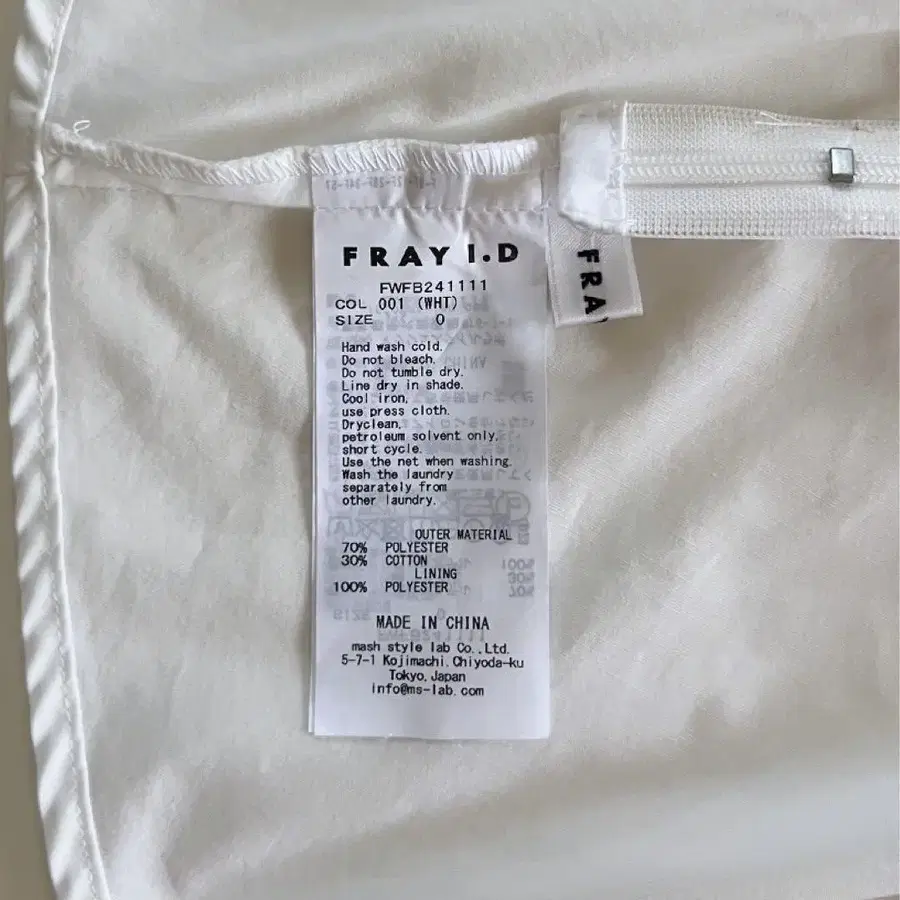 FRAY I.D
FWFB241111
COL 001 (WHT)
SIZE 0
Hand wash cold.
Do not bleach.
Do not tumble dry.
Line dry in shade.
Cool iron,
use press cloth.
Dryclean,
petroleum solvent only,
short cycle.
Use the net when washing.
Wash the laundry
separately from
other laundry.
OUTER MATERIAL
70% POLYESTER
30% COTTON
LINING
100% POLYESTER
MADE IN CHINA
mash style lab Co.,Ltd.
5-7-1 Kojimachi,Chiyoda-ku
Tokyo,Japan
info@ms-lab.com
FRA